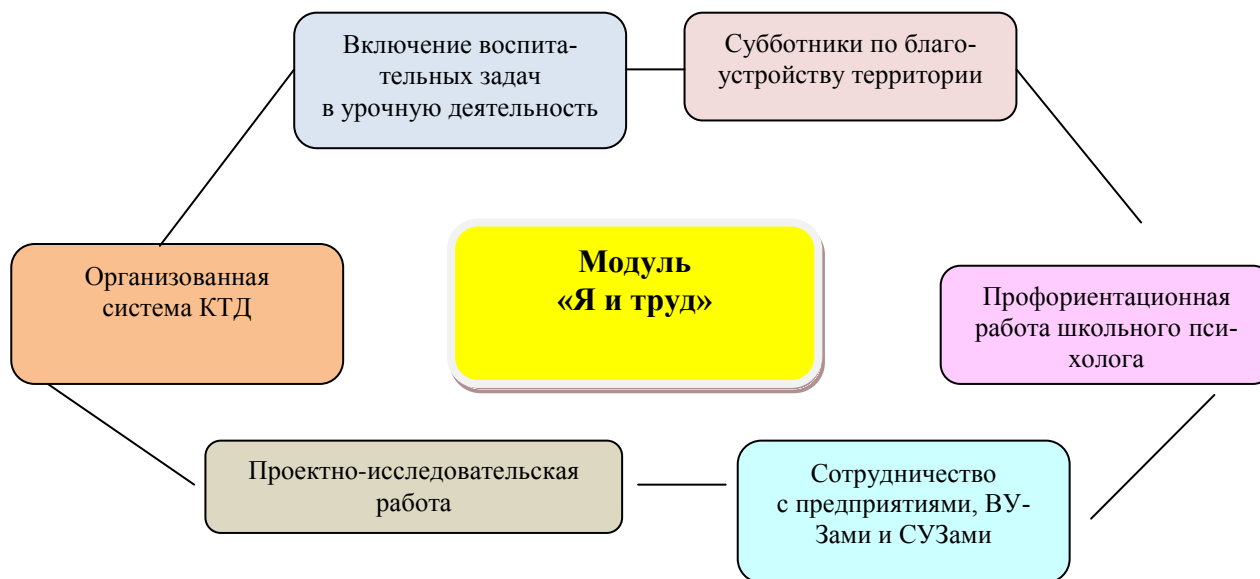 Включение воспита-
тельных задач
в урочную деятельность
Субботники по благо-
устройству территории
Организованная
система КТД
Модуль
«Я и труд»
Профориентационная
работа школьного пси-
холога
Проектно-исследовательская
работа
Сотрудничество
с предприятиями, ВУ-
Зами и СУЗами